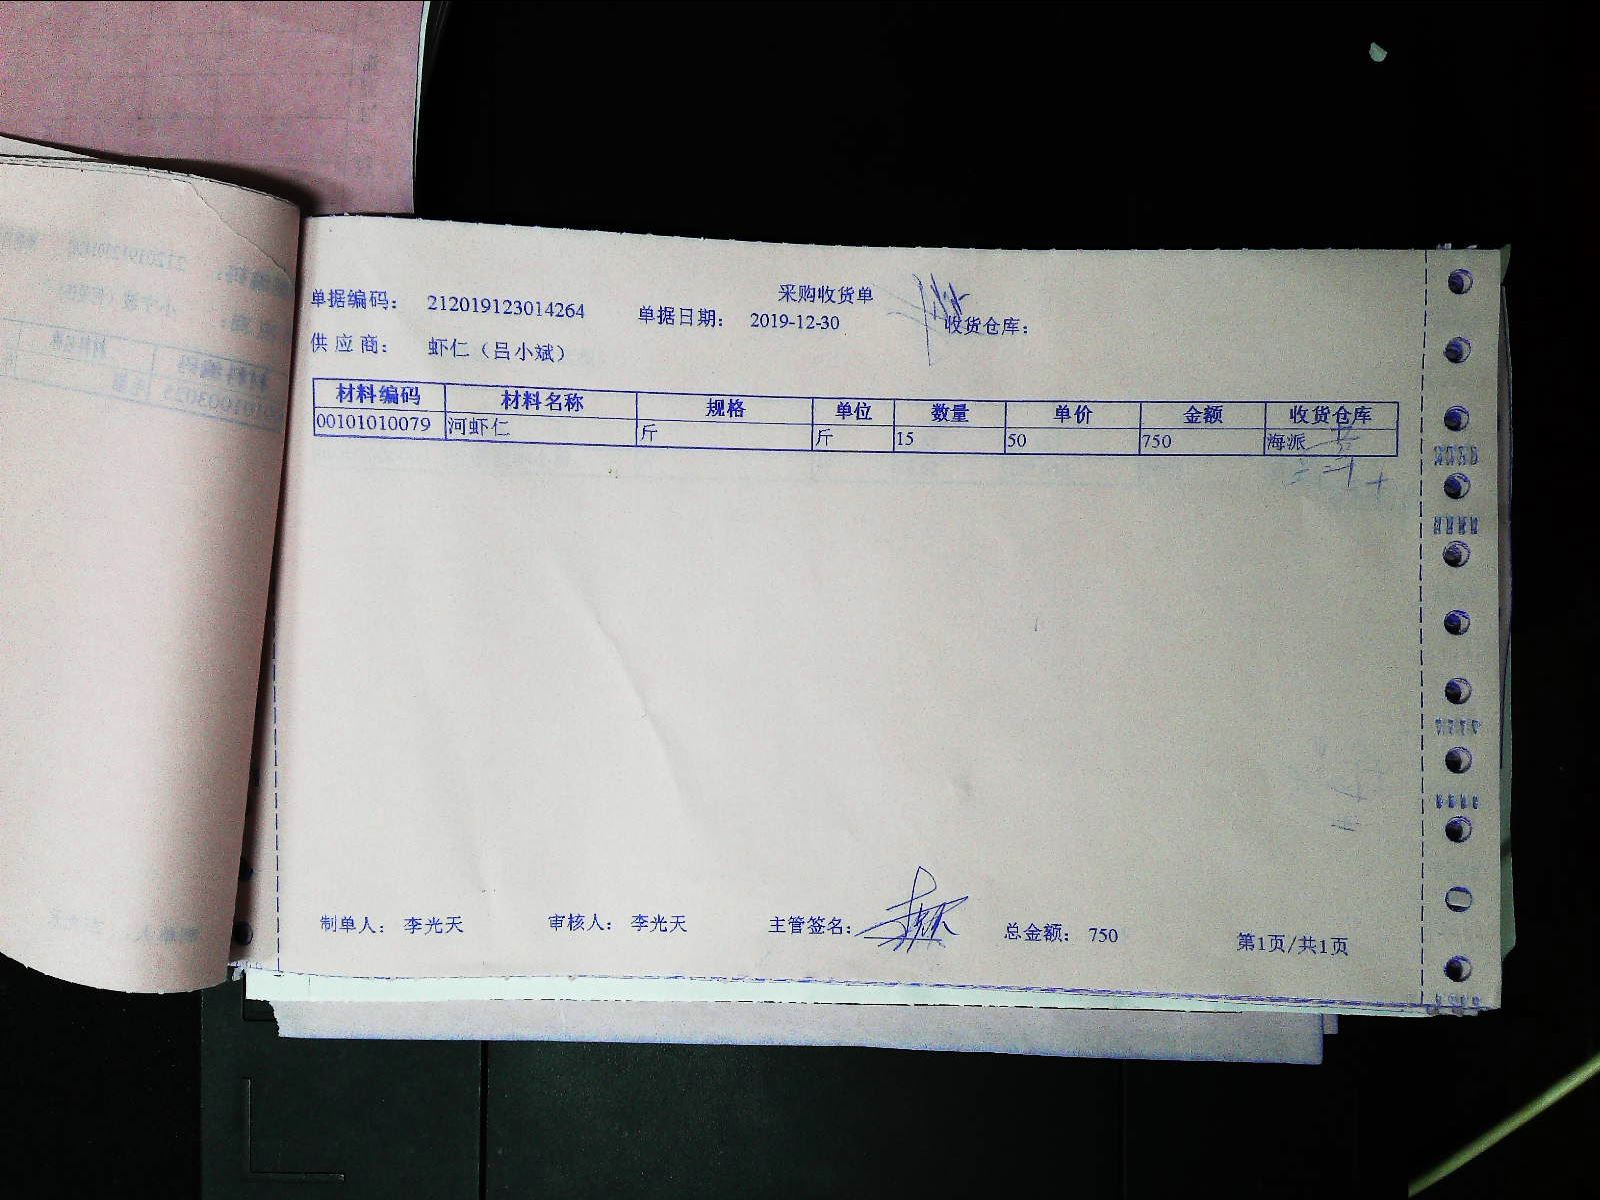 采购收货单
单据编码: 212019123014264 单据日期: 2019-12-30 收货仓库:
供应商: 虾仁（吕小斌）
材料编码 材料名称 规格 单位 数量 单价 金额 收货仓库
00101010079 河虾仁 斤 斤 15 50 750 海派
制单人: 李光天 审核人: 李光天 主管签名: 总金额: 750 第1页/共1页